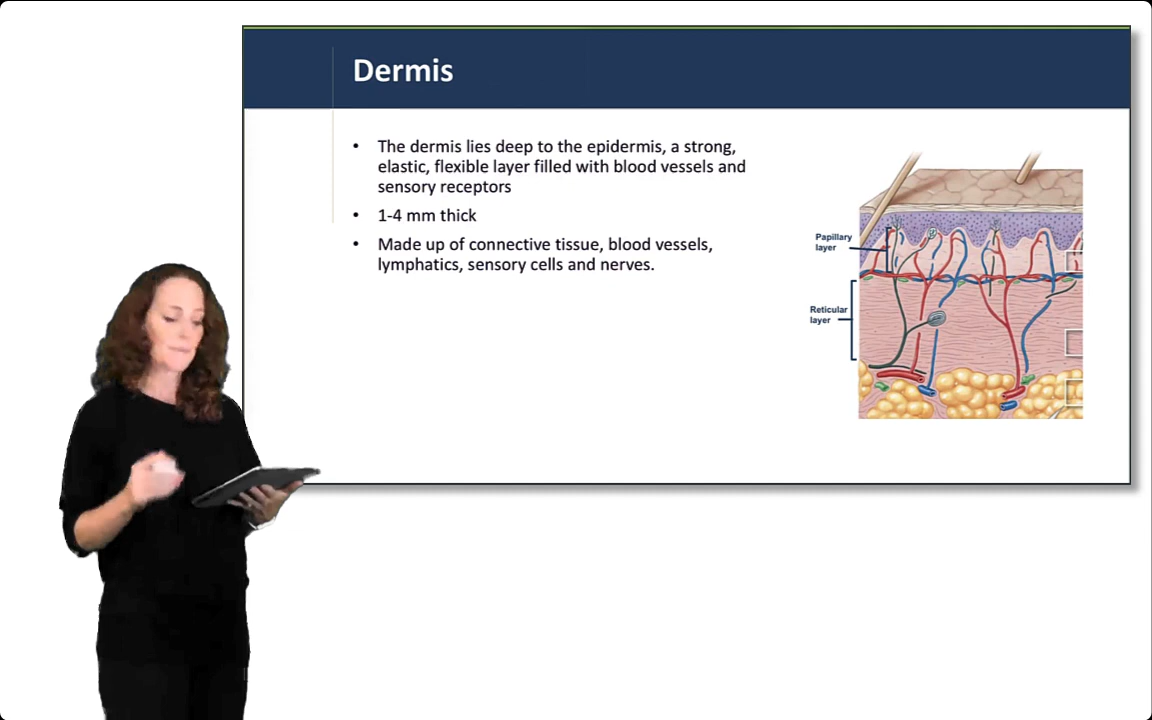 Dermis
• The dermis lies deep to the epidermis, a strong,
elastic, flexible layer filled with blood vessels and
sensory receptors
• 1-4 mm thick
• Made up of connective tissue, blood vessels,
lymphatics, sensory cells and nerves.
Papillary
layer
Reticular
layer